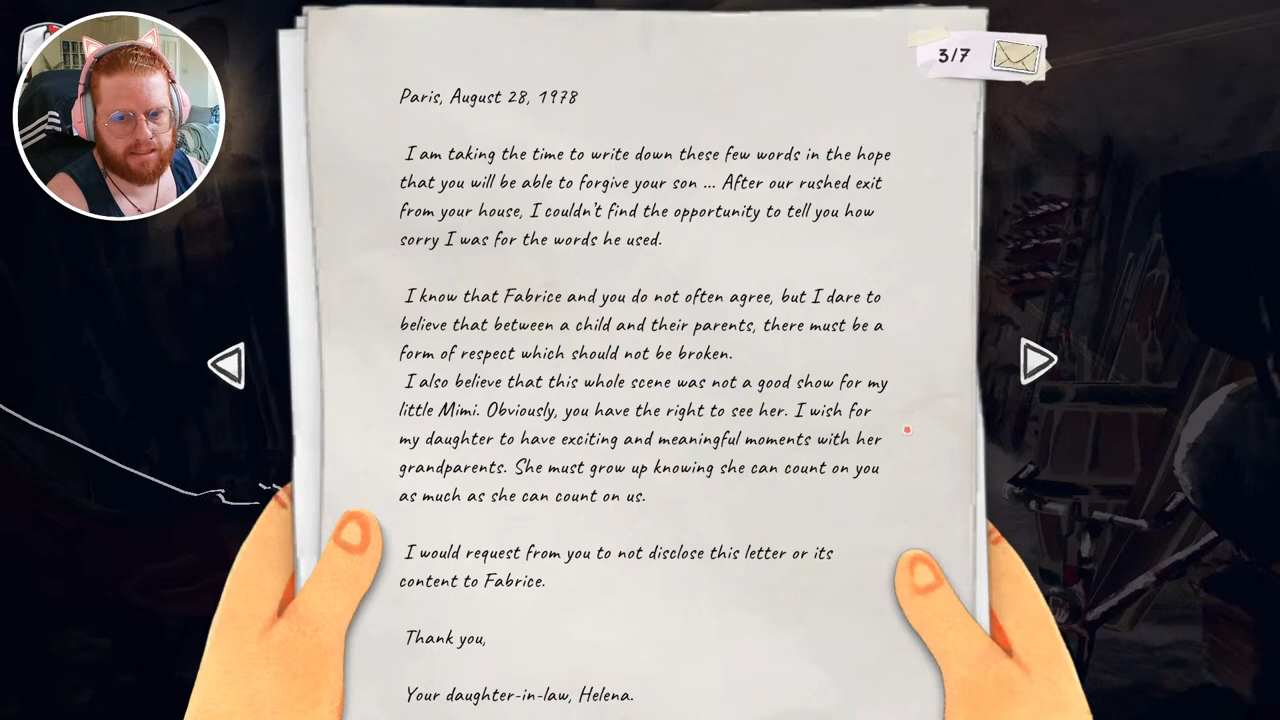 3/7
Paris, August 28, 1978
I am taking the time to write down these few words in the hope
that you will be able to forgive your son ... After our rushed exit
from your house, I couldn't find the opportunity to tell you how
sorry I was for the words he used.
I know that Fabrice and you do not often agree, but I dare to
believe that between a child and their parents, there must be a
form of respect which should not be broken.
I also believe that this whole scene was not a good show for my
little Mimi. Obviously, you have the right to see her. I wish for
my daughter to have exciting and meaningful moments with her
grandparents. She must grow up knowing she can count on you
as much as she can count on us.
I would request from you to not disclose this letter or its
content to Fabrice.
Thank you,
Your daughter-in-law, Helena.